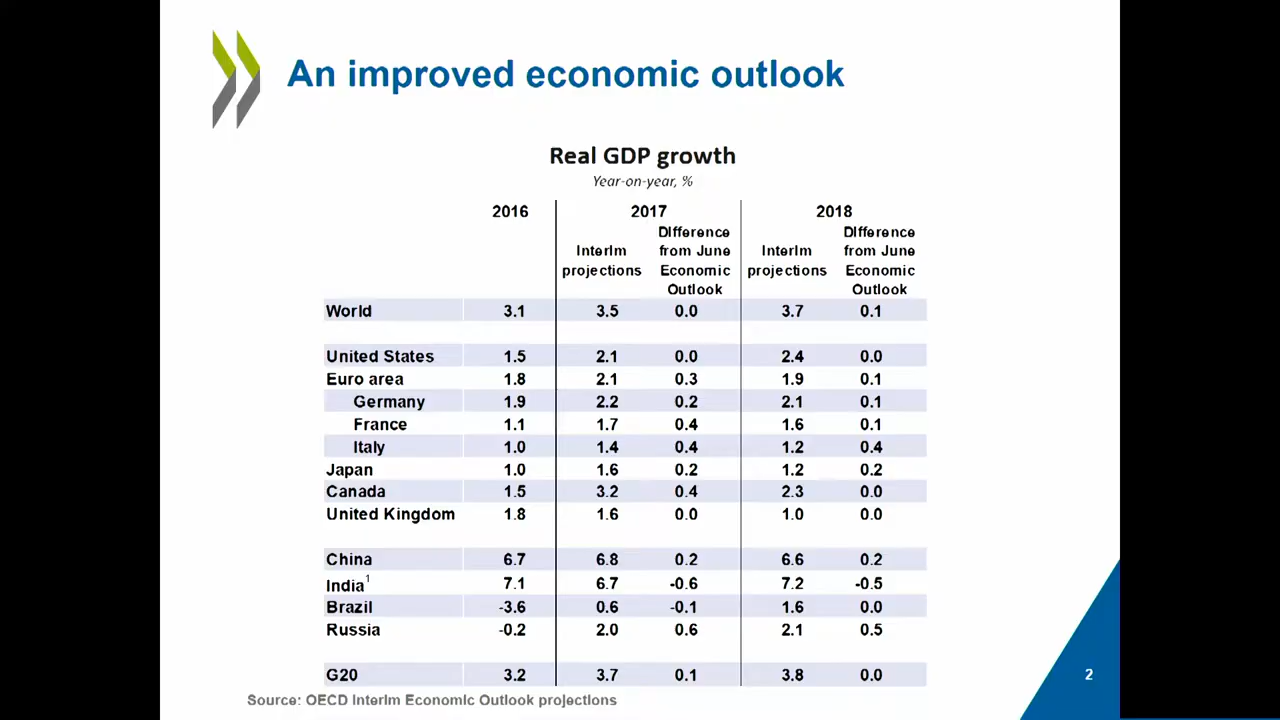 An improved economic outlook
Real GDP growth
Year-on-year, %
2016 2017 2018
Interim projections Difference from June Economic Outlook Interim projections Difference from June Economic Outlook
World 3.1 3.5 0.0 3.7 0.1
United States 1.5 2.1 0.0 2.4 0.0
Euro area 1.8 2.1 0.3 1.9 0.1
Germany 1.9 2.2 0.2 2.1 0.1
France 1.1 1.7 0.4 1.6 0.1
Italy 1.0 1.4 0.4 1.2 0.4
Japan 1.0 1.6 0.2 1.2 0.2
Canada 1.5 3.2 0.4 2.3 0.0
United Kingdom 1.8 1.6 0.0 1.0 0.0
China 6.7 6.8 0.2 6.6 0.2
India¹ 7.1 6.7 -0.6 7.2 -0.5
Brazil -3.6 0.6 -0.1 1.6 0.0
Russia -0.2 2.0 0.6 2.1 0.5
G20 3.2 3.7 0.1 3.8 0.0
Source: OECD Interim Economic Outlook projections
2